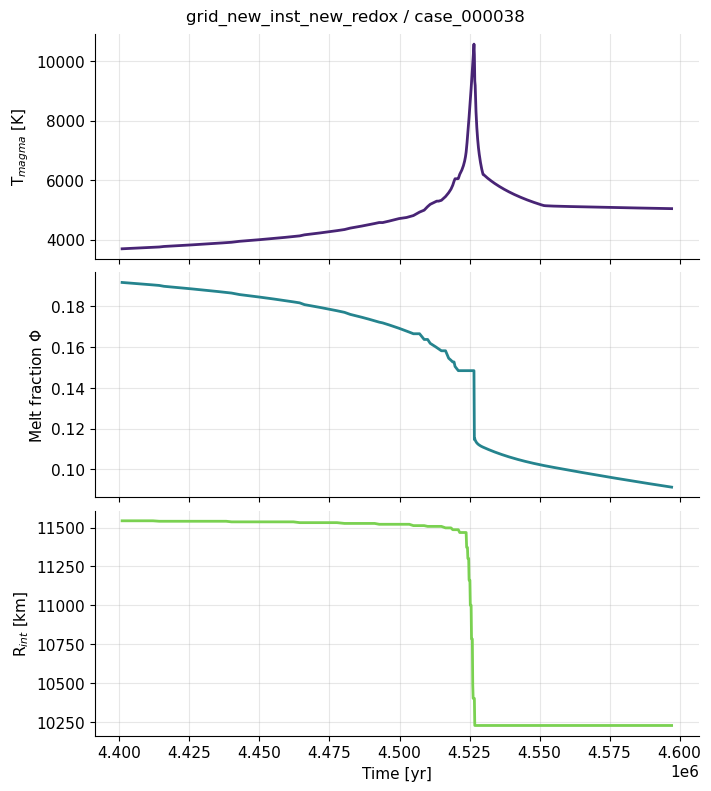 grid_new_inst_new_redox / case_000038
10000
8000
6000
4000
T_magma [K]
0.18
0.16
0.14
0.12
0.10
Melt fraction Φ
11500
11250
11000
10750
10500
10250
R_int [km]
4.400 4.425 4.450 4.475 4.500 4.525 4.550 4.575 4.600
1e6
Time [yr]